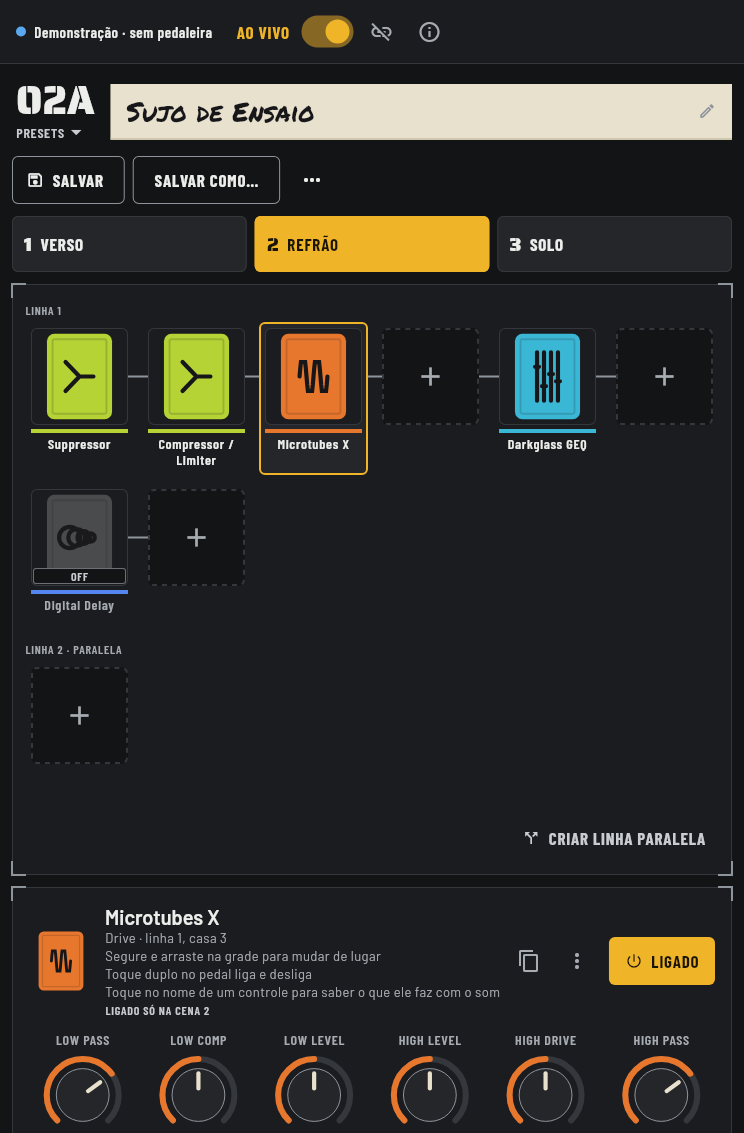 Demonstração · sem pedaleira
AO VIVO
02A
Sujo de Ensaio
PRESETS
SALVAR
SALVAR COMO...
1 VERSO
2 REFRÃO
3 SOLO
LINHA 1
Suppressor
Compressor /
Limiter
Microtubes X
Darkglass GEQ
OFF
Digital Delay
LINHA 2 · PARALELA
CRIAR LINHA PARALELA
Microtubes X
Drive · linha 1, casa 3
Segure e arraste na grade para mudar de lugar
Toque duplo no pedal liga e desliga
Toque no nome de um controle para saber o que ele faz com o som
LIGADO SÓ NA CENA 2
LIGADO
LOW PASS
LOW COMP
LOW LEVEL
HIGH LEVEL
HIGH DRIVE
HIGH PASS